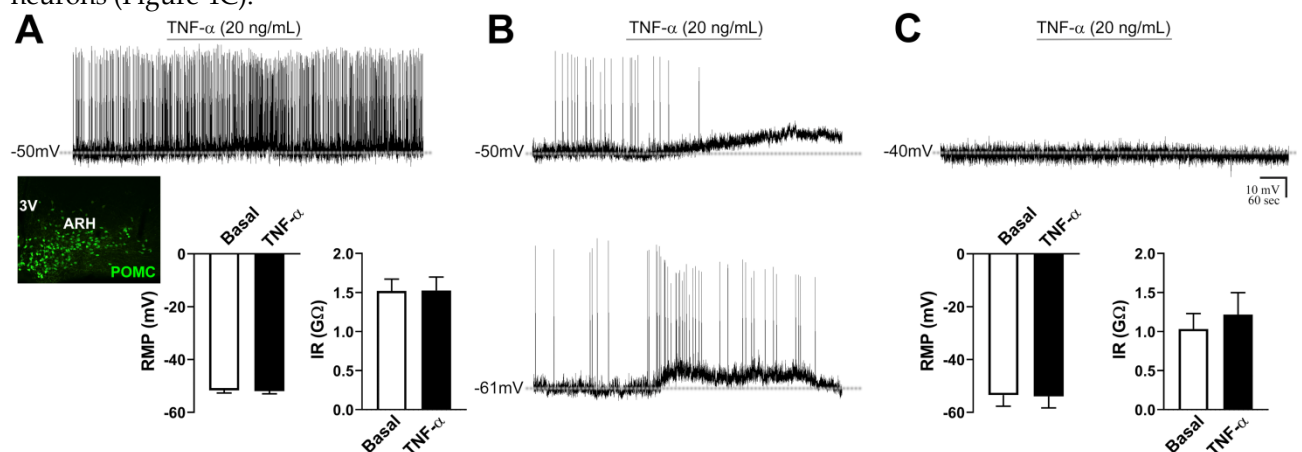 neurons (Figure 1C).
A
TNF-α (20 ng/mL)
-50mV
3V
ARH
POMC
Basal
TNF-α
0
-20
-40
-60
RMP (mV)
2.0
1.5
1.0
0.5
0.0
IR (GΩ)
Basal
TNF-α
B
TNF-α (20 ng/mL)
-50mV
-61mV
C
TNF-α (20 ng/mL)
-40mV
10 mV
60 sec
Basal
TNF-α
0
-20
-40
-60
RMP (mV)
2.0
1.5
1.0
0.5
0.0
IR (GΩ)
Basal
TNF-α